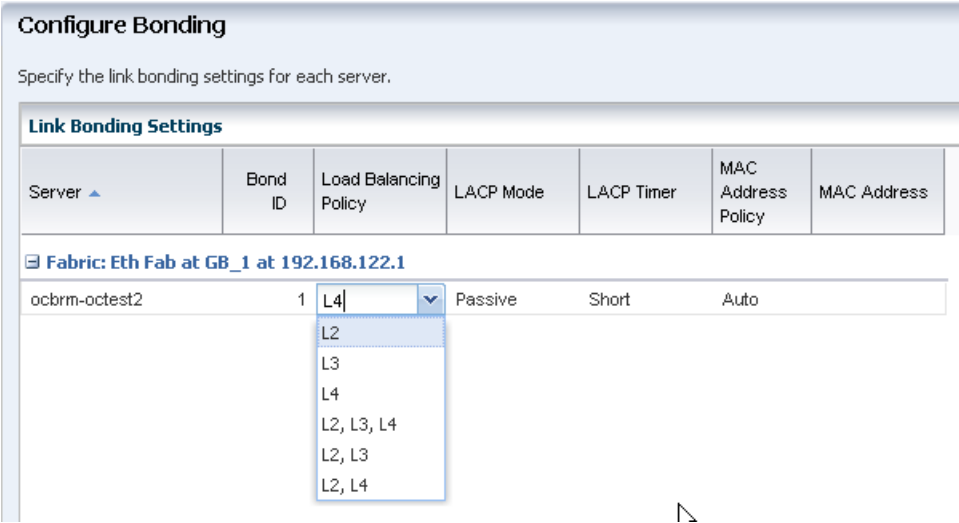 Configure Bonding
Specify the link bonding settings for each server.
Link Bonding Settings
Server Bond ID Load Balancing Policy LACP Mode LACP Timer MAC Address Policy MAC Address
Fabric: Eth Fab at GB_1 at 192.168.122.1
ocbrm-octest2 1 L4 Passive Short Auto
L2
L3
L4
L2, L3, L4
L2, L3
L2, L4